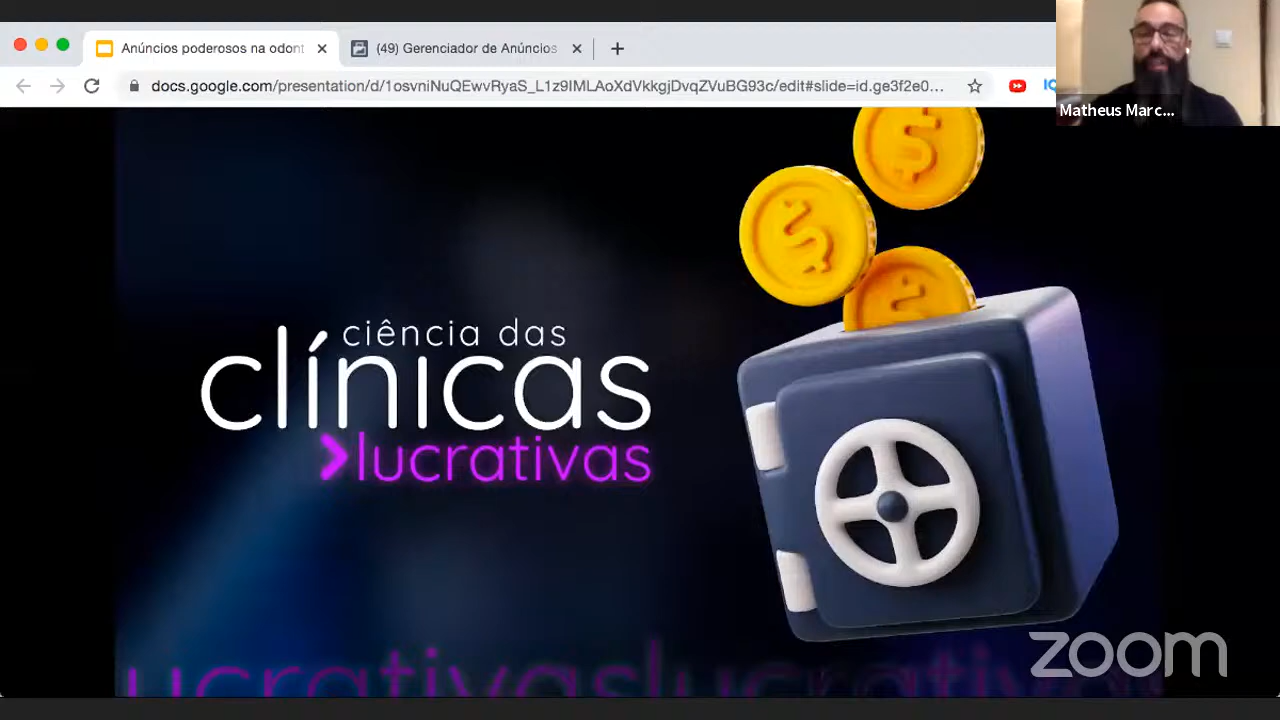 Anúncios poderosos na odont
(49) Gerenciador de Anúncios
docs.google.com/presentation/d/1osvniNuQEwvRyaS_L1z9IMLAoXdVkkgjDvqZVuBG93c/edit#slide=id.ge3f2e0...
Matheus Marc...
ciência das
clínicas
>lucrativas
ucrativaslucrativ
zoom